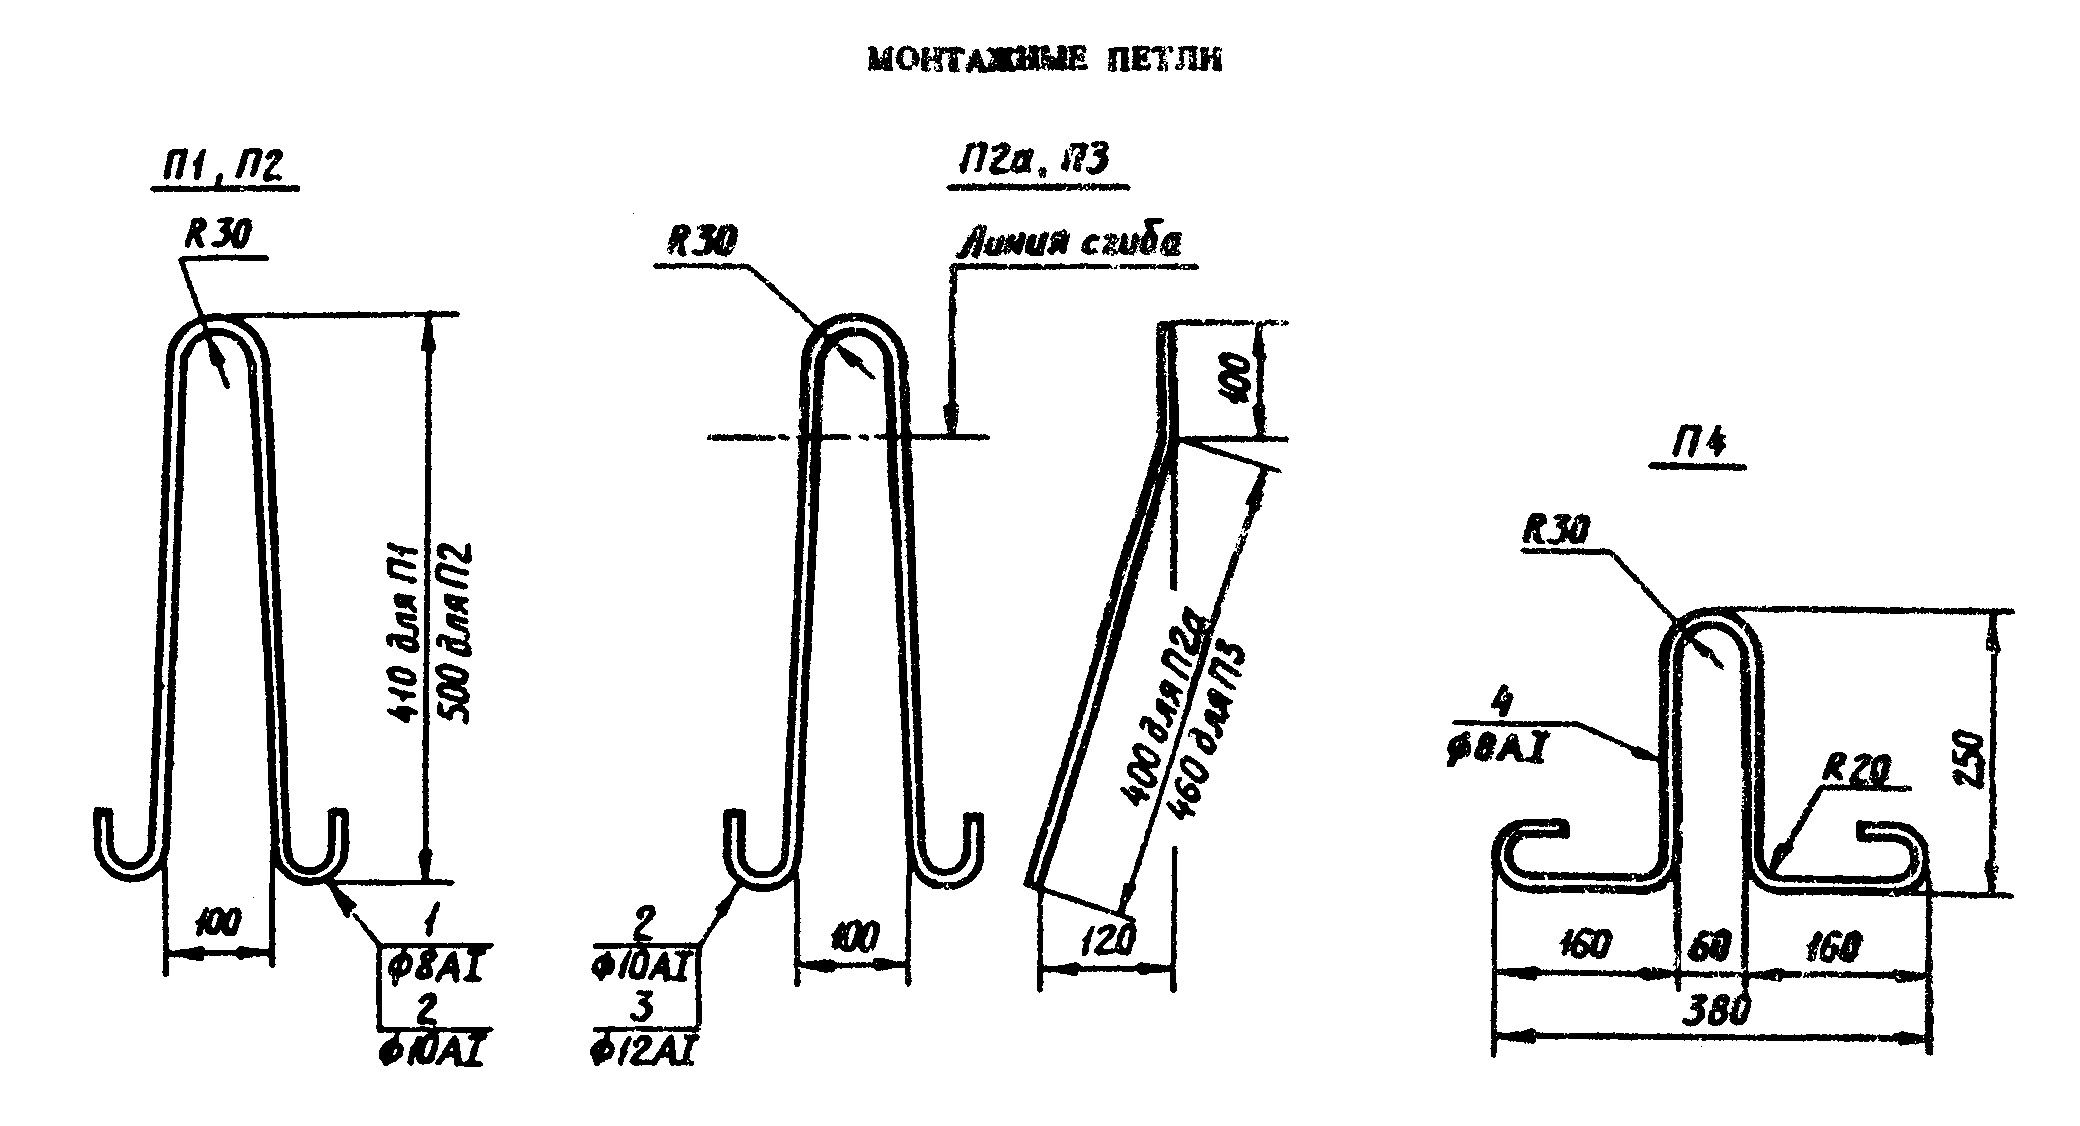 МОНТАЖНЫЕ ПЕТЛИ
П1, П2
R30
410 для П1
500 для П2
100
1
ф8АI
2
ф10АI
П2а, П3
R30
Линия сгиба
100
400 для П2а
460 для П3
2
ф10АI
3
ф12АI
100
120
П4
R30
4
ф8АI
R20
250
160
60
160
380